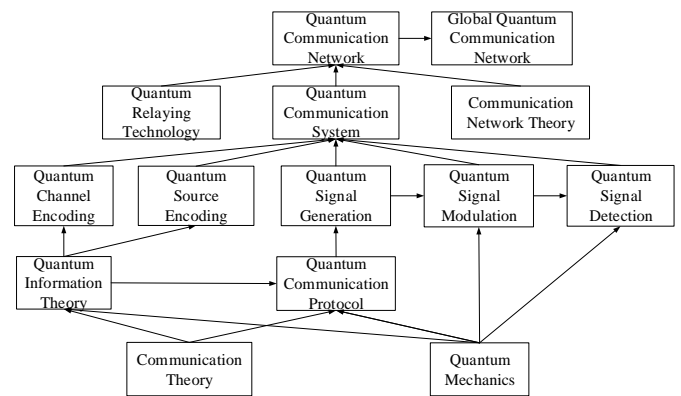 Quantum
Communication
Network
Global Quantum
Communication
Network
Quantum
Relaying
Technology
Quantum
Communication
System
Communication
Network Theory
Quantum
Channel
Encoding
Quantum
Source
Encoding
Quantum
Signal
Generation
Quantum
Signal
Modulation
Quantum
Signal
Detection
Quantum
Information
Theory
Quantum
Communication
Protocol
Communication
Theory
Quantum
Mechanics